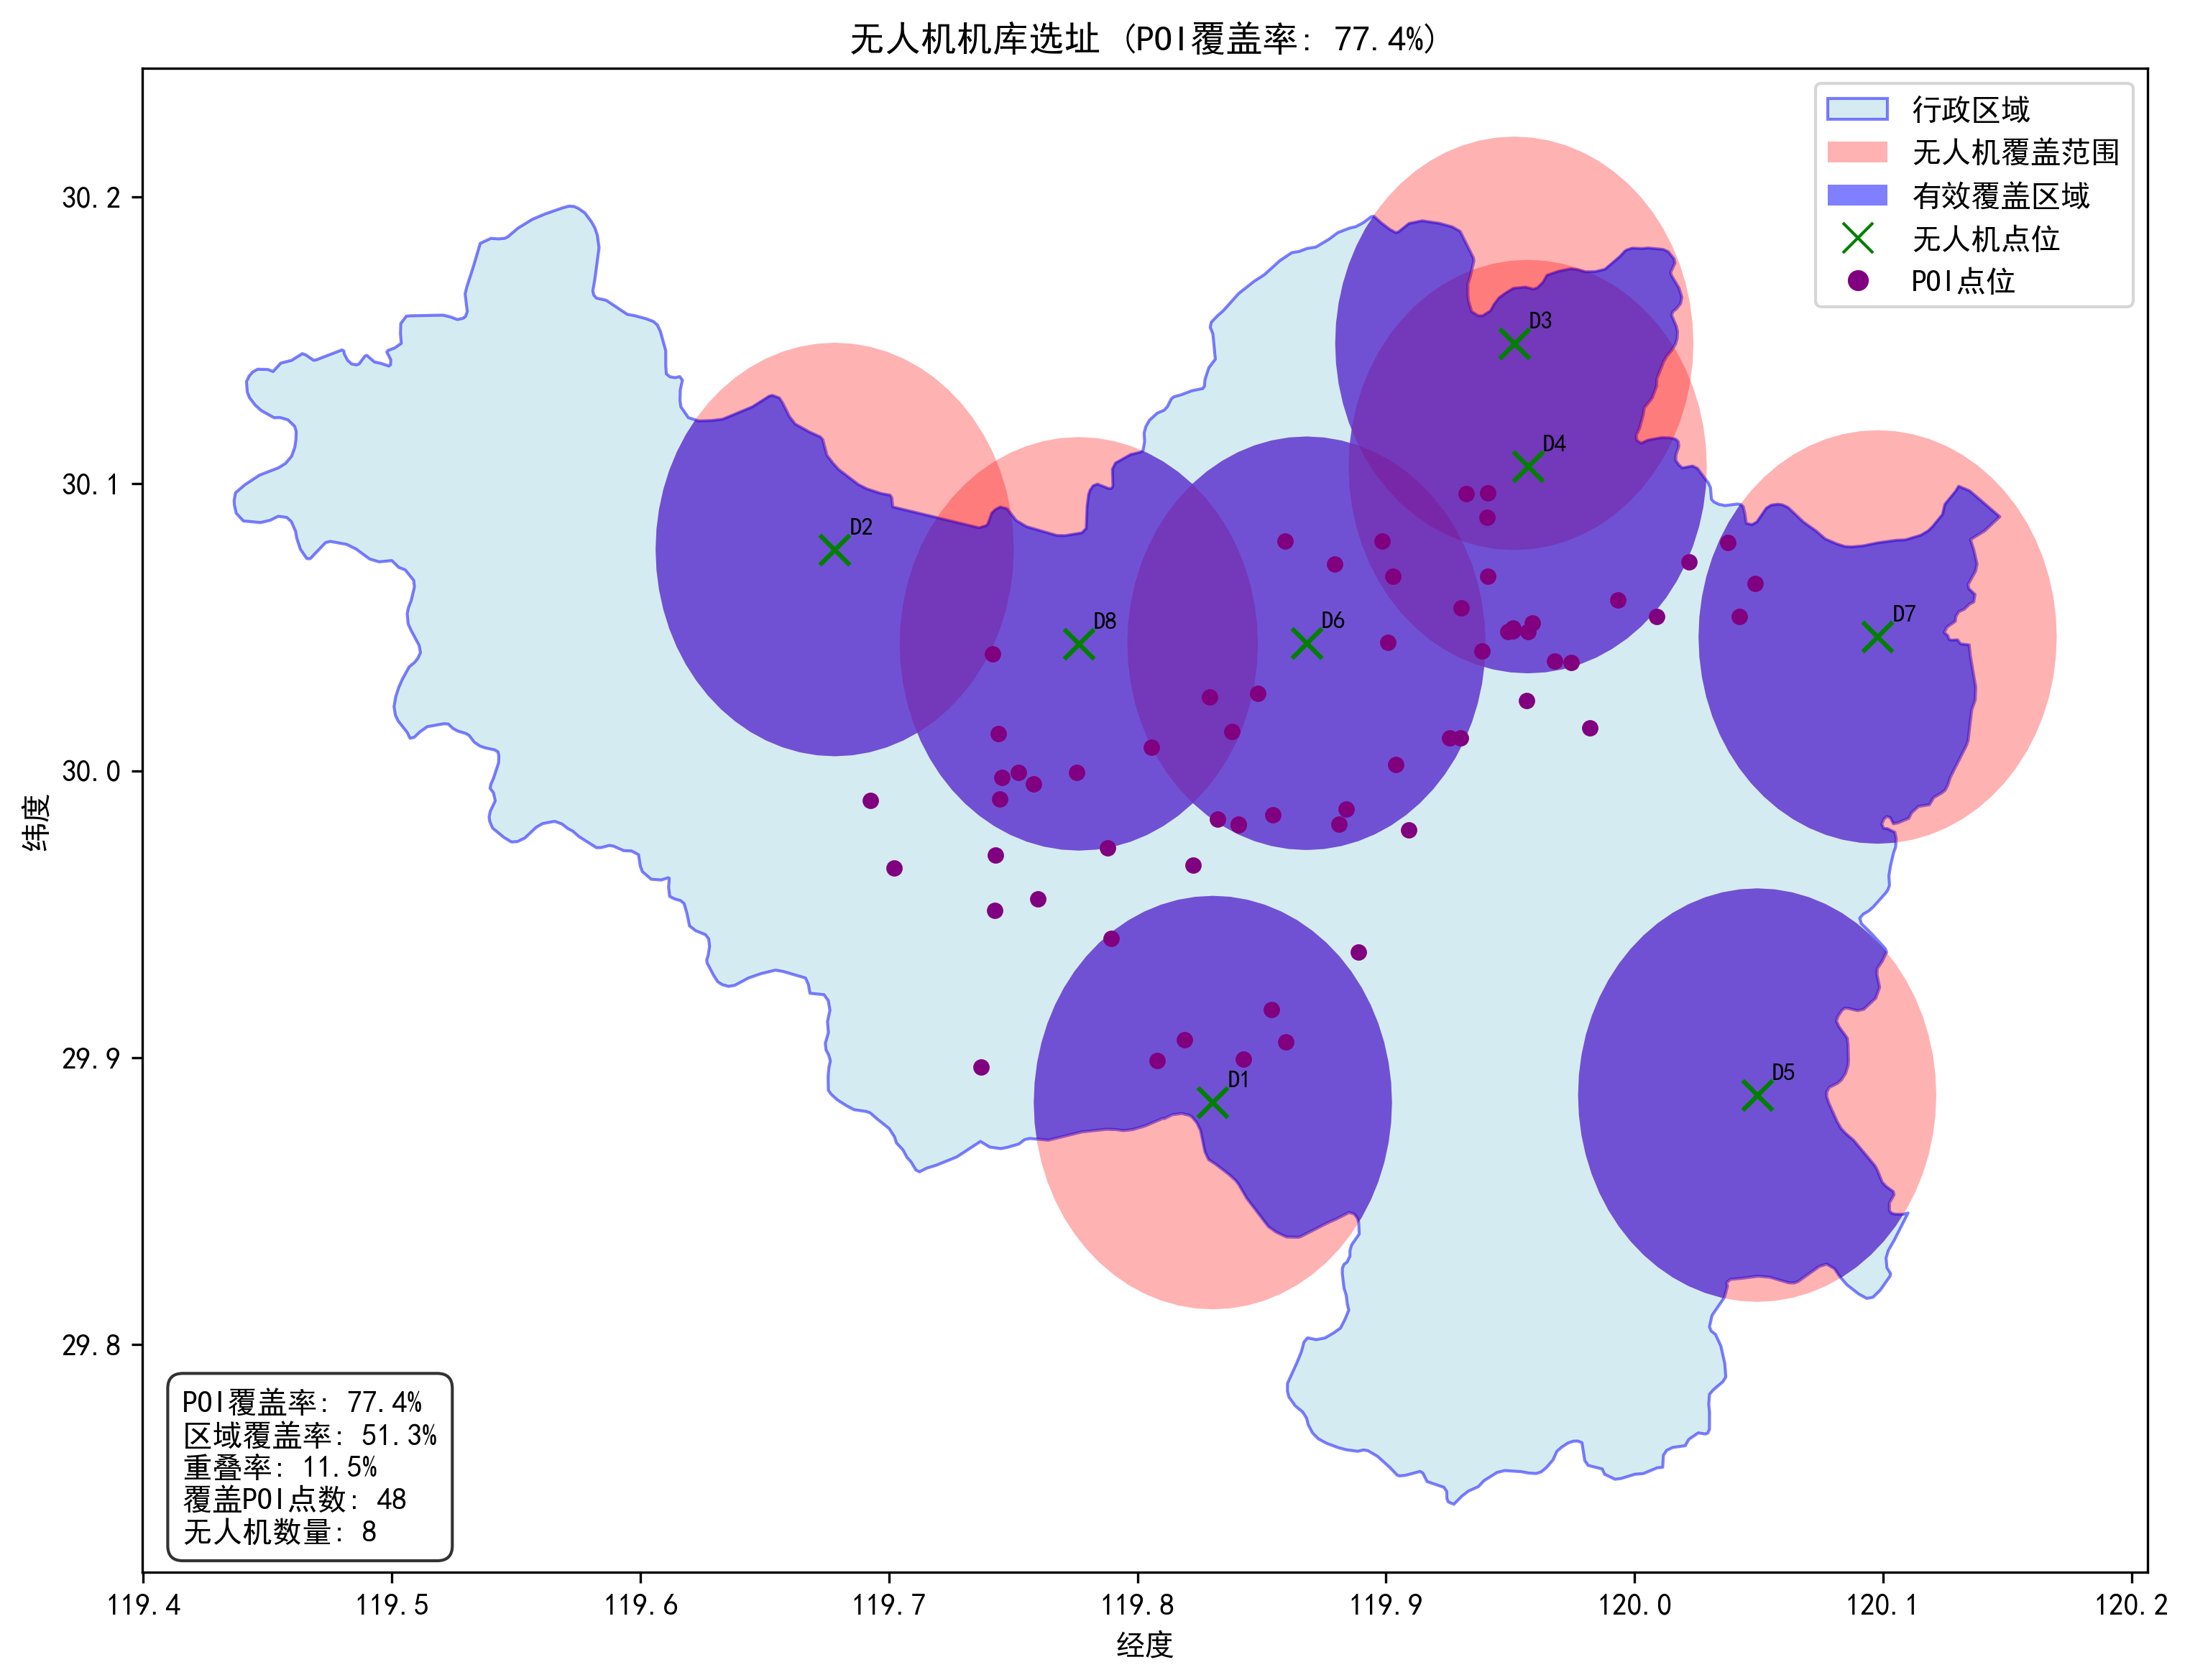 无人机机库选址 (POI覆盖率: 77.4%)
行政区域
无人机覆盖范围
有效覆盖区域
无人机点位
POI点位
30.2
30.1
30.0
29.9
29.8
纬度
D3
D4
D2
D8
D6
D7
D1
D5
POI覆盖率: 77.4%
区域覆盖率: 51.3%
重叠率: 11.5%
覆盖POI点数: 48
无人机数量: 8
119.4 119.5 119.6 119.7 119.8 119.9 120.0 120.1 120.2
经度